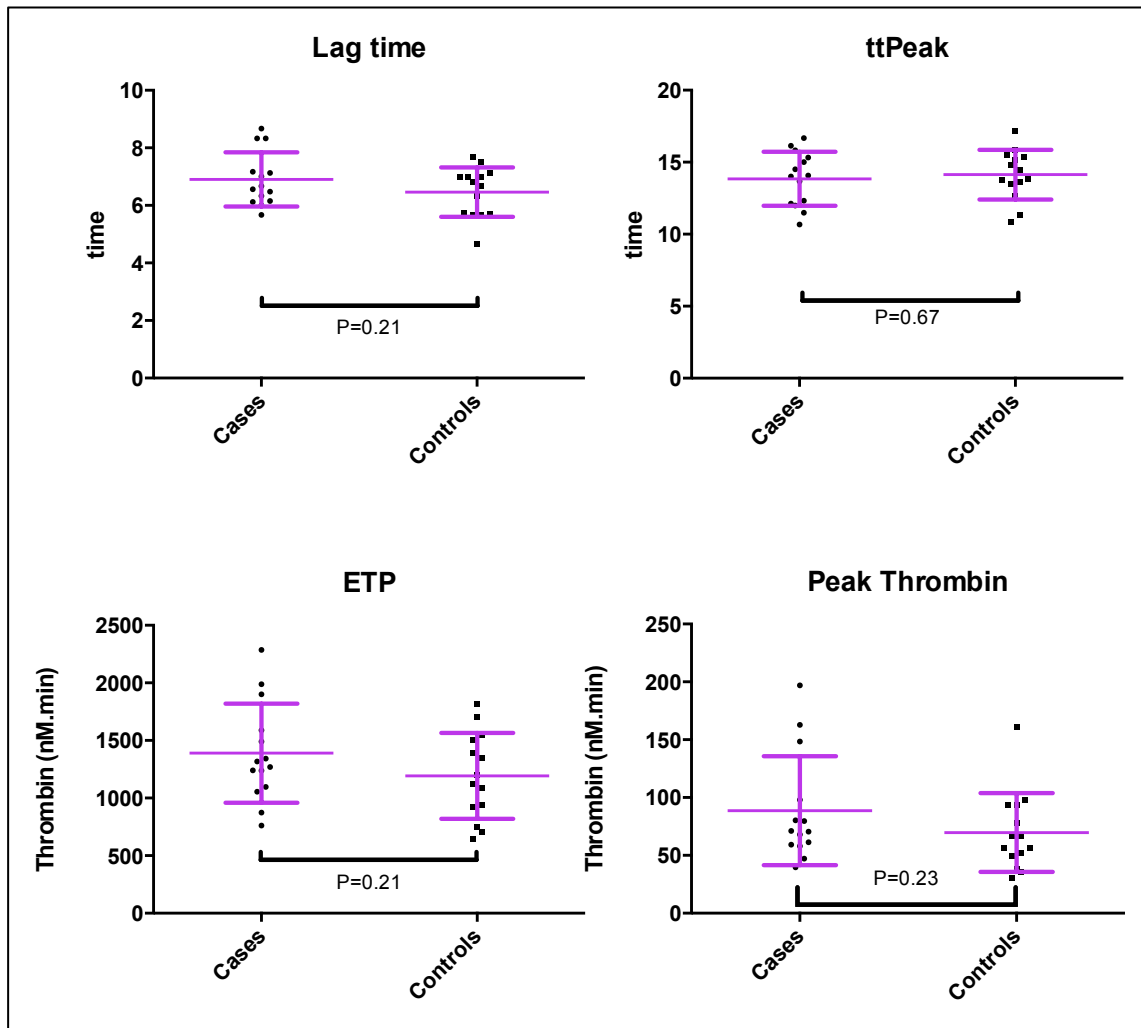 Lag time
10
8
6
4
2
0
time
P=0.21
Cases
Controls
ttPeak
20
15
10
5
0
time
P=0.67
Cases
Controls
ETP
2500
2000
1500
1000
500
0
Thrombin (nM.min)
P=0.21
Cases
Controls
Peak Thrombin
250
200
150
100
50
0
Thrombin (nM.min)
P=0.23
Cases
Controls